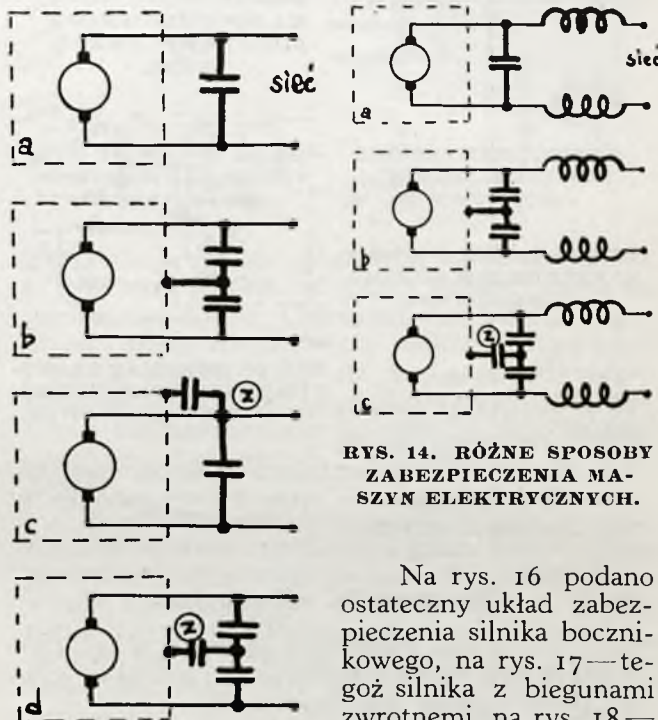 a
sieć
b
c
z
d
z
a
sieć
b
c
z
RYS. 14. RÓŻNE SPOSOBY
ZABEZPIECZENIA MA-
SZYN ELEKTRYCZNYCH.
Na rys. 16 podano
ostateczny układ zabez-
pieczenia silnika boczni-
kowego, na rys. 17—te-
goż silnika z biegunami
zwrotnemi, na rys. 18—